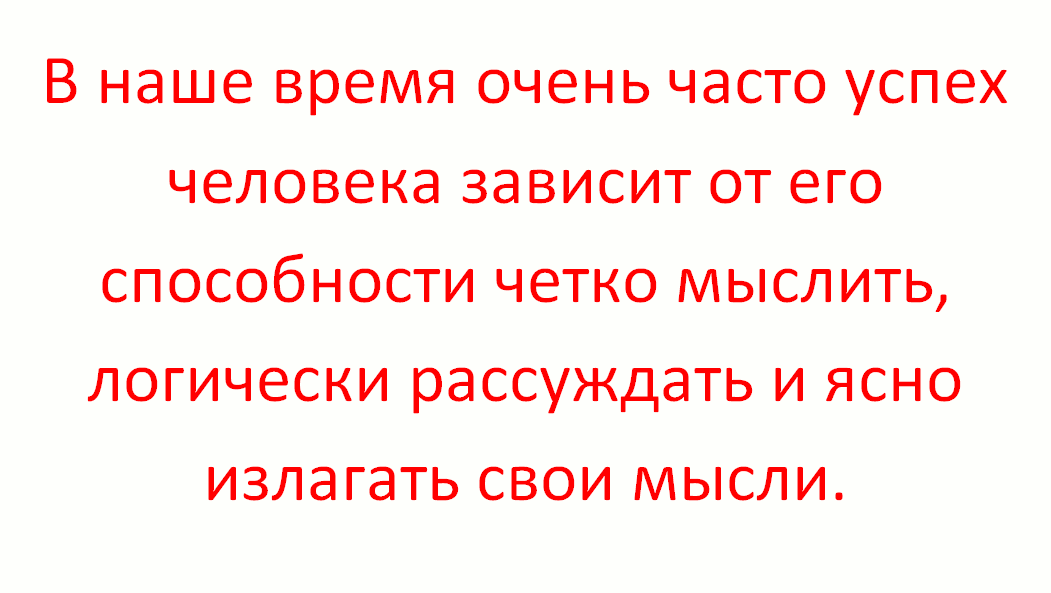 В наше время очень часто успех
человека зависит от его
способности четко мыслить,
логически рассуждать и ясно
излагать свои мысли.